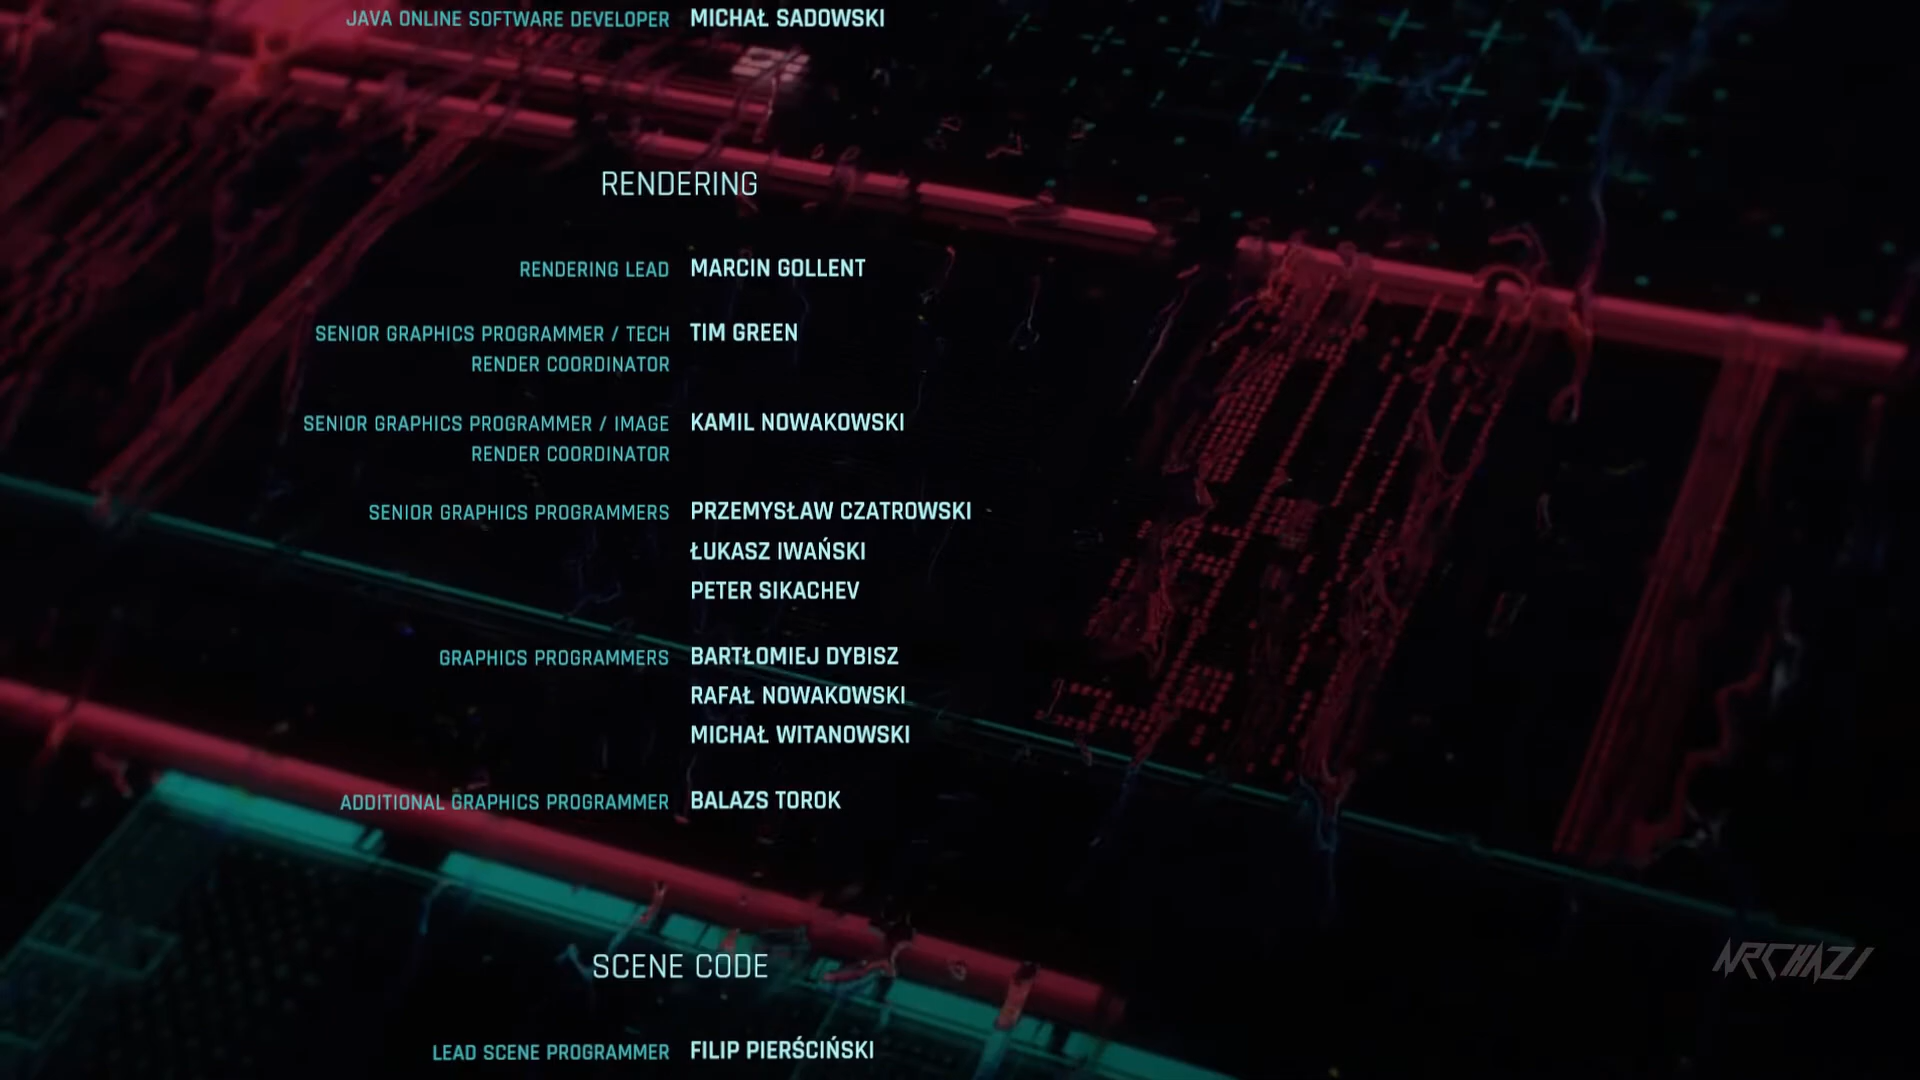 JAVA ONLINE SOFTWARE DEVELOPER MICHAŁ SADOWSKI
RENDERING
RENDERING LEAD MARCIN GOLLENT
SENIOR GRAPHICS PROGRAMMER / TECH TIM GREEN
RENDER COORDINATOR
SENIOR GRAPHICS PROGRAMMER / IMAGE KAMIL NOWAKOWSKI
RENDER COORDINATOR
SENIOR GRAPHICS PROGRAMMERS PRZEMYSŁAW CZATROWSKI
ŁUKASZ IWAŃSKI
PETER SIKACHEV
GRAPHICS PROGRAMMERS BARTŁOMIEJ DYBISZ
RAFAŁ NOWAKOWSKI
MICHAŁ WITANOWSKI
ADDITIONAL GRAPHICS PROGRAMMER BALAZS TOROK
SCENE CODE
LEAD SCENE PROGRAMMER FILIP PIERŚCIŃSKI